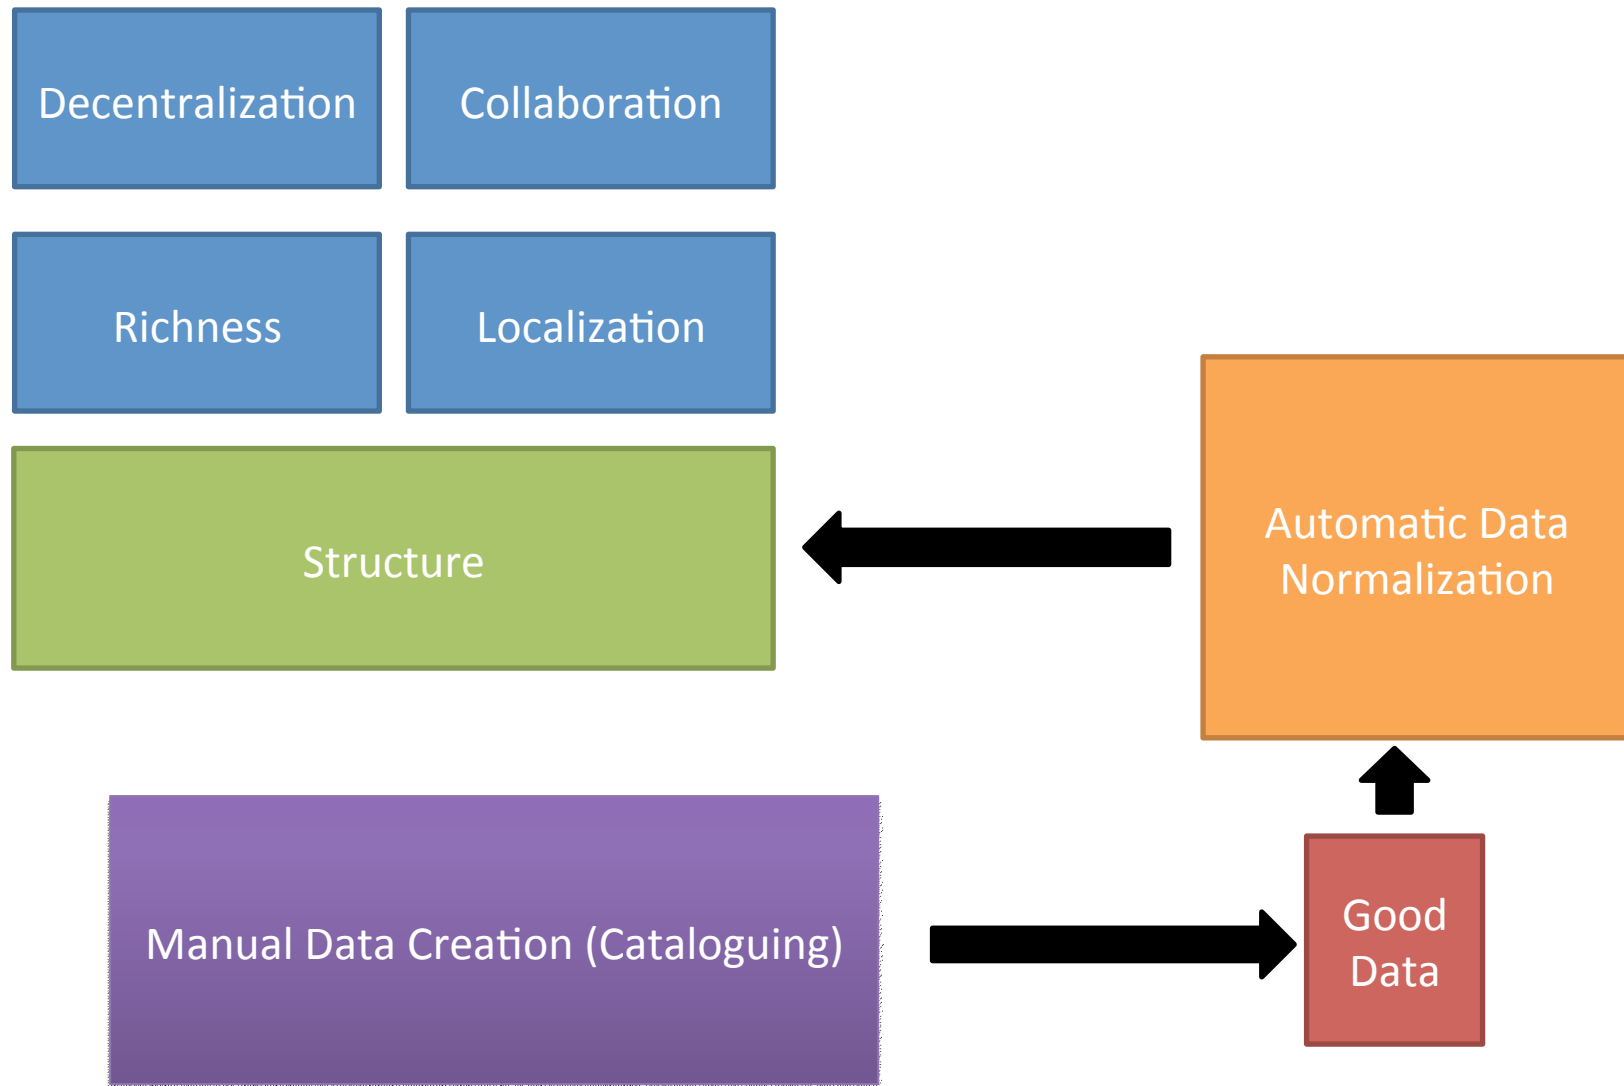 Decentralization
Collaboration
Richness
Localization
Structure
Automatic Data
Normalization
Manual Data Creation (Cataloguing)
Good
Data